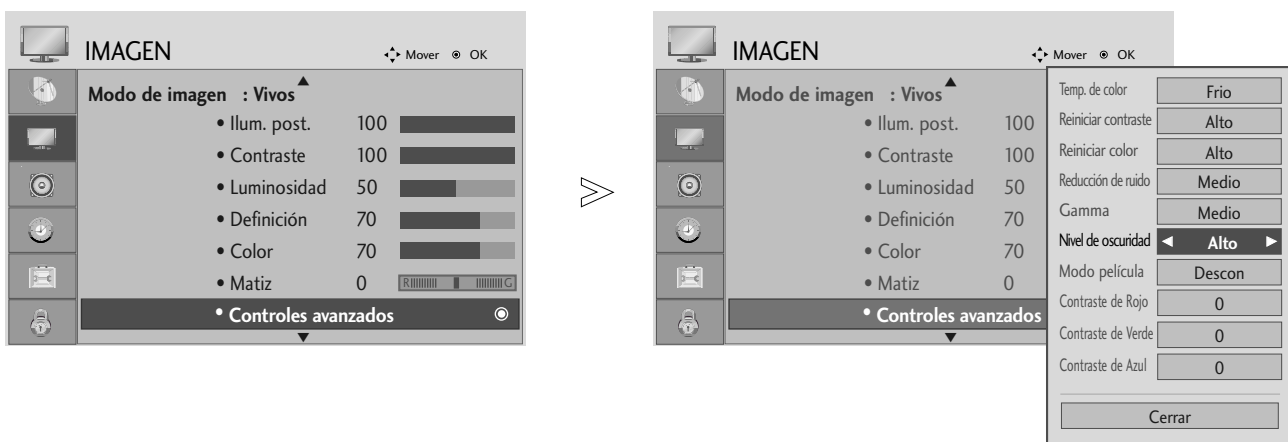 IMAGEN
Mover OK
Modo de imagen : Vivos
• Ilum. post. 100
• Contraste 100
• Luminosidad 50
• Definición 70
• Color 70
• Matiz 0 R G
• Controles avanzados
IMAGEN
Mover OK
Modo de imagen : Vivos
• Ilum. post. 100
• Contraste 100
• Luminosidad 50
• Definición 70
• Color 70
• Matiz 0
• Controles avanzados
Temp. de color Frio
Reiniciar contraste Alto
Reiniciar color Alto
Reducción de ruido Medio
Gamma Medio
Nivel de oscuridad ◄ Alto ►
Modo película Descon
Contraste de Rojo 0
Contraste de Verde 0
Contraste de Azul 0
Cerrar